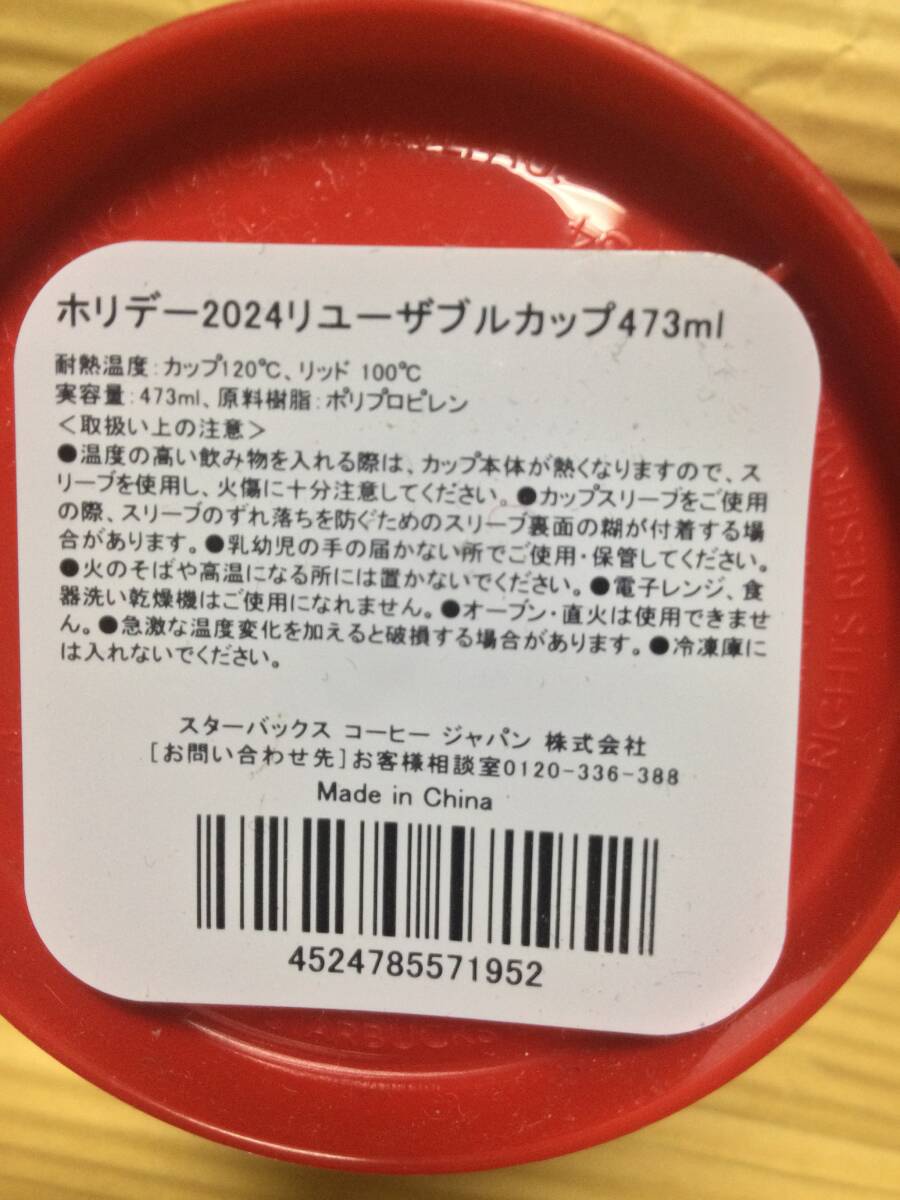 ホリデー2024リユーザブルカップ473ml
耐熱温度:カップ120℃、リッド 100℃
実容量:473ml、原料樹脂:ポリプロピレン
＜取扱い上の注意＞
●温度の高い飲み物を入れる際は、カップ本体が熱くなりますので、ス
リーブを使用し、火傷に十分注意してください。●カップスリーブをご使用
の際、スリーブのずれ落ちを防ぐためのスリーブ裏面の糊が付着する場
合があります。●乳幼児の手の届かない所でご使用・保管してください。
●火のそばや高温になる所には置かないでください。●電子レンジ、食
器洗い乾燥機はご使用になれません。●オーブン・直火は使用できませ
ん。●急激な温度変化を加えると破損する場合があります。●冷凍庫に
は入れないでください。
スターバックス コーヒー ジャパン 株式会社
[お問い合わせ先]お客様相談室0120-336-388
Made in China
4524785571952
RIGHTS